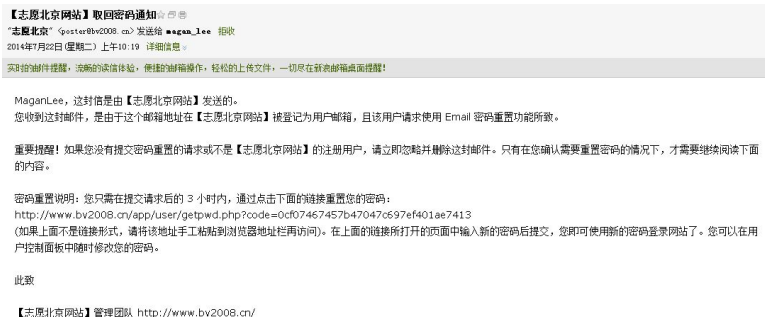 【志愿北京网站】取回密码通知
"志愿北京" <poster@bv2008.cn> 发送给 magan_lee 拒收
2014年7月22日(星期二) 上午10:19 详细信息
实时的邮件提醒，流畅的读信体验，便捷的邮箱操作，轻松的上传文件，一切尽在新浪邮箱桌面提醒！
MaganLee，这封信是由【志愿北京网站】发送的。
您收到这封邮件，是由于这个邮箱地址在【志愿北京网站】被登记为用户邮箱，且该用户请求使用 Email 密码重置功能所致。
重要提醒！如果您没有提交密码重置的请求或不是【志愿北京网站】的注册用户，请立即忽略并删除这封邮件。只有在您确认需要重置密码的情况下，才需要继续阅读下面
的内容。
密码重置说明：您只需在提交请求后的 3 小时内，通过点击下面的链接重置您的密码：
http://www.bv2008.cn/app/user/getpwd.php?code=0cf07467457b47047c697ef401ae7413
(如果上面不是链接形式，请将该地址手工粘贴到浏览器地址栏再访问)。在上面的链接所打开的页面中输入新的密码后提交，您即可使用新的密码登录网站了。您可以在用
户控制面板中随时修改您的密码。
此致
【志愿北京网站】管理团队 http://www.bv2008.cn/